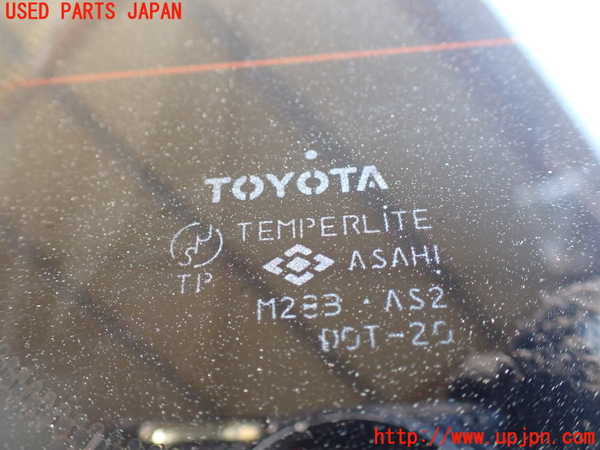 USED PARTS JAPAN
TOYOTA
TEMPERLITE
TP
ASAHI
M283 · AS2
DOT-20
http://www.upjpn.com